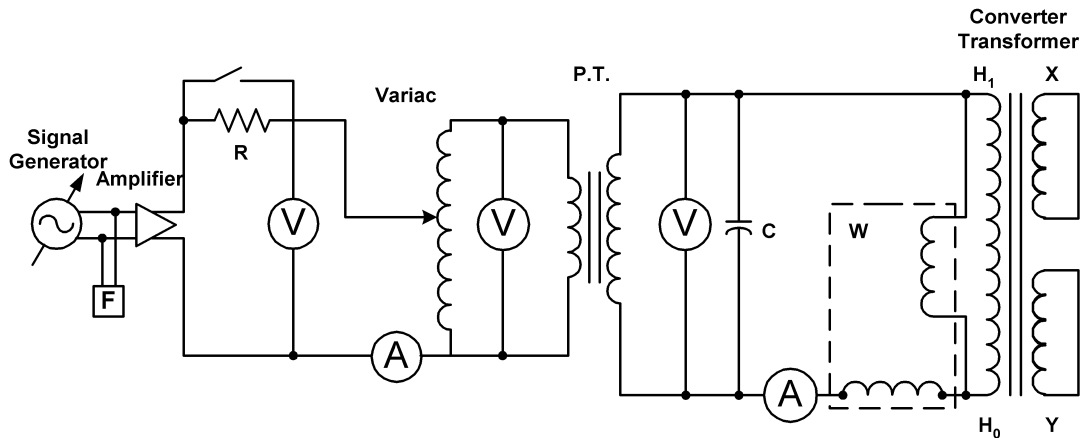 Converter
Transformer
P.T.
H1
X
Variac
Signal
Generator
R
Amplifier
V
V
V
C
W
F
A
A
H0
Y